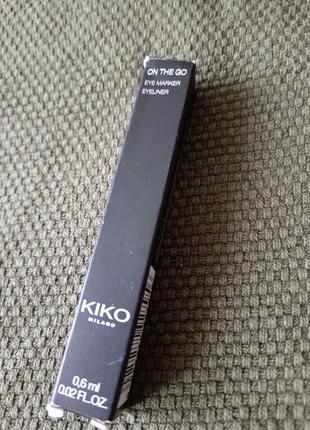 ON THE GO
EYE MARKER
EYELINER
KIKO
MILANO
0,6 ml
0.02 FL.OZ